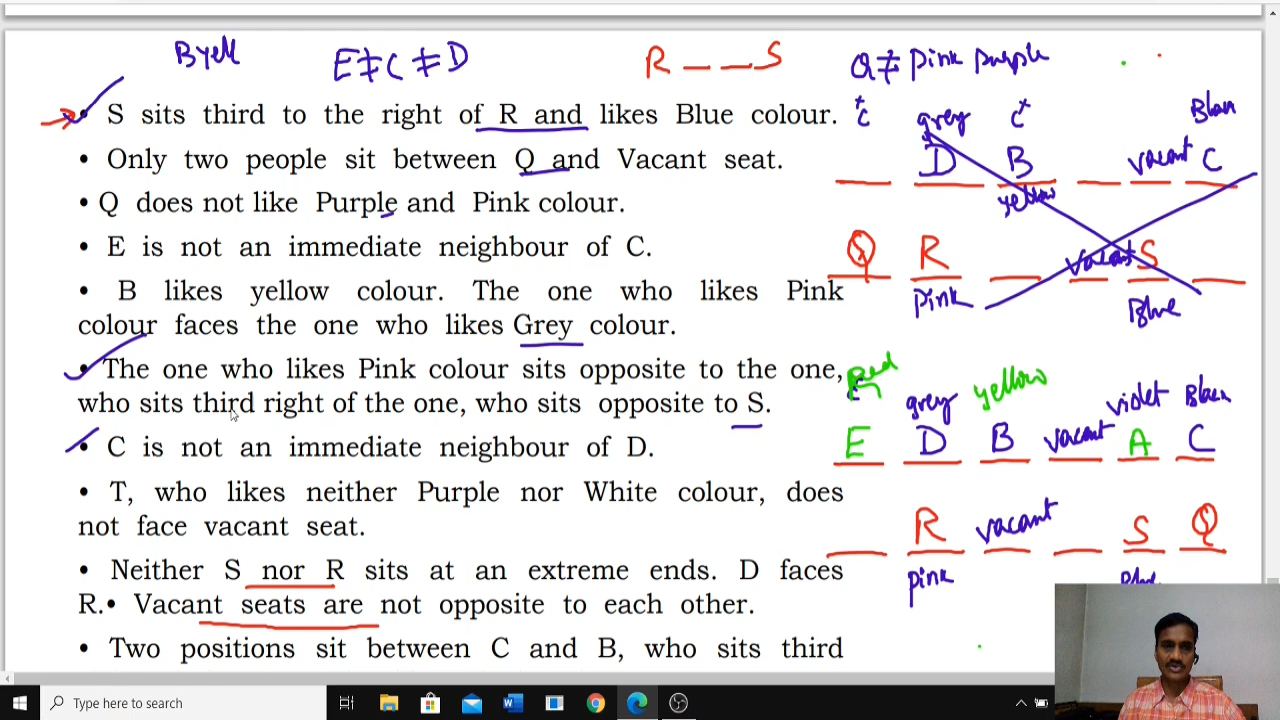 Byell E ≠ C ≠ D R _ _ S Q ≠ Pink Purple
• S sits third to the right of R and likes Blue colour.
• Only two people sit between Q and Vacant seat.
• Q does not like Purple and Pink colour.
• E is not an immediate neighbour of C.
• B likes yellow colour. The one who likes Pink
colour faces the one who likes Grey colour.
• The one who likes Pink colour sits opposite to the one,
who sits third right of the one, who sits opposite to S.
• C is not an immediate neighbour of D.
• T, who likes neither Purple nor White colour, does
not face vacant seat.
• Neither S nor R sits at an extreme ends. D faces
R.• Vacant seats are not opposite to each other.
• Two positions sit between C and B, who sits third
C grey C
D B vacant C
yellow
Q R vacant S
Pink Blue
Red grey yellow violet
E D B vacant A C
R vacant S Q
Pink
Type here to search